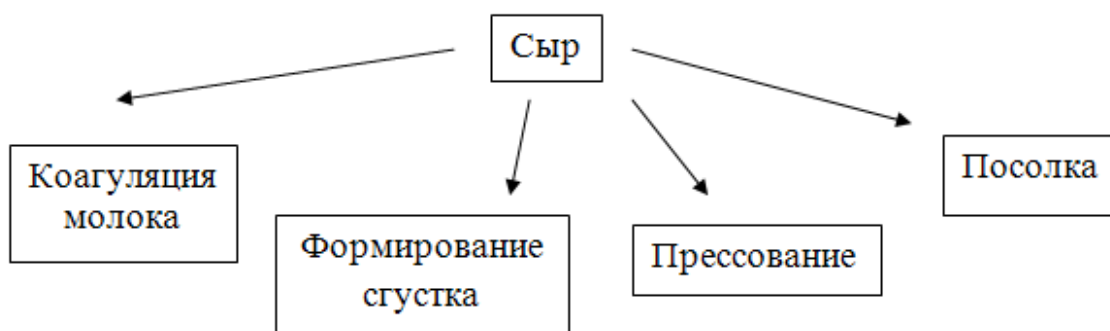 Сыр
Коагуляция
молока
Формирование
сгустка
Прессование
Посолка